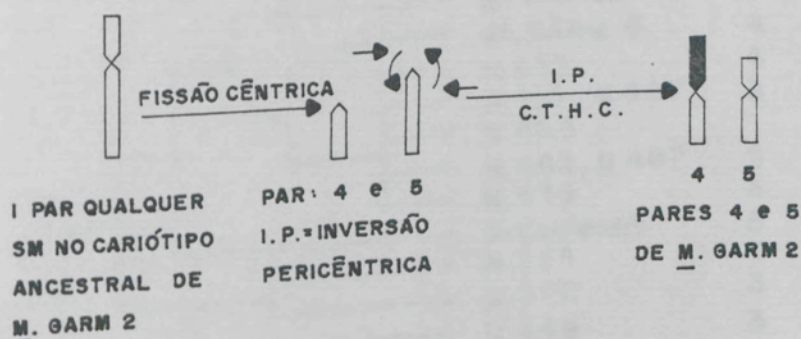 FISSÃO CÊNTRICA
I.P.
C.T.H.C.
4 5
I PAR QUALQUER
SM NO CARIÓTIPO
ANCESTRAL DE
M. GARM 2
PAR: 4 e 5
I.P.=INVERSÃO
PERICÊNTRICA
PARES 4 e 5
DE M. GARM 2